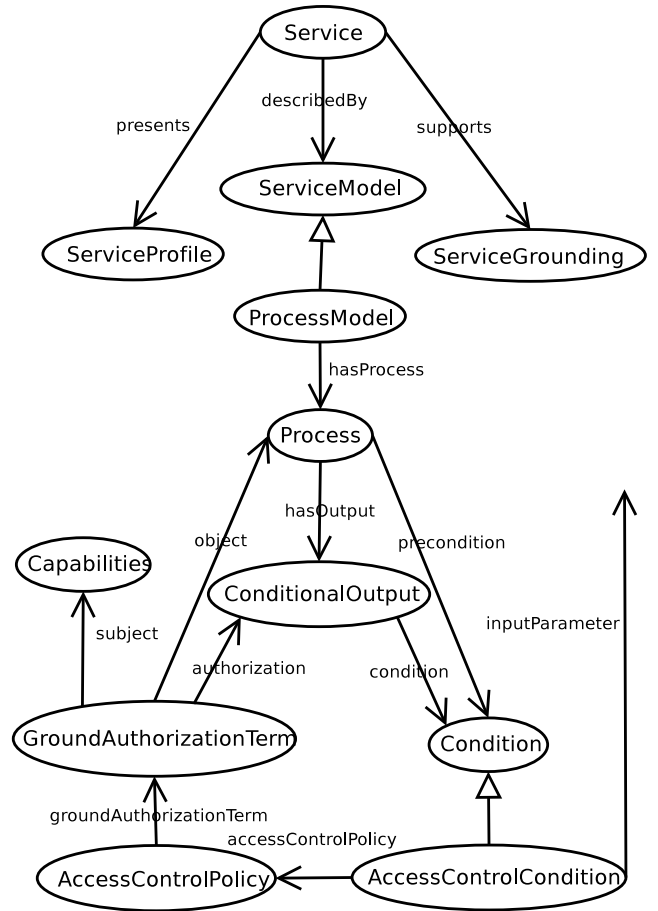 Service
describedBy
presents
supports
ServiceModel
ServiceProfile
ServiceGrounding
ProcessModel
hasProcess
Process
hasOutput
object
precondition
Capabilities
ConditionalOutput
inputParameter
subject
authorization
condition
GroundAuthorizationTerm
Condition
groundAuthorizationTerm
accessControlPolicy
AccessControlPolicy
AccessControlCondition